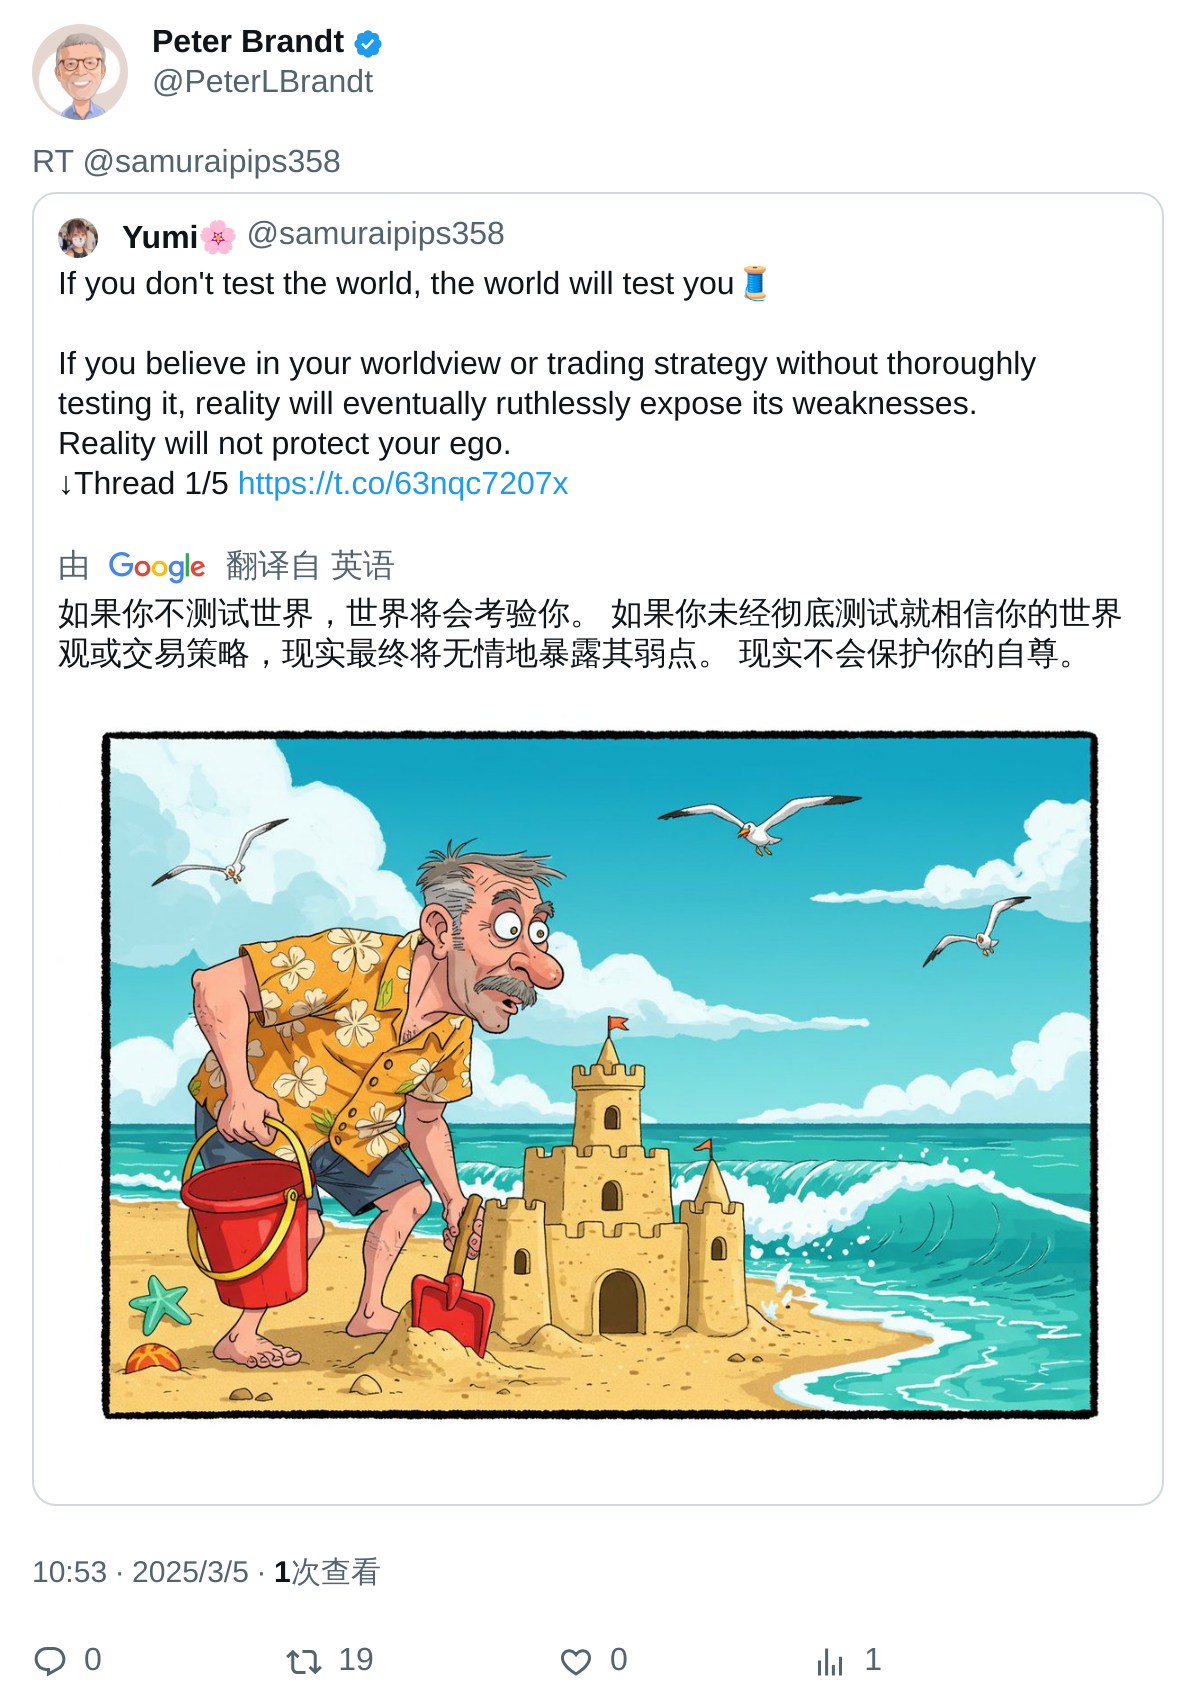 Peter Brandt
@PeterLBrandt
RT @samuraipips358
Yumi🌸 @samuraipips358
If you don't test the world, the world will test you🧵
If you believe in your worldview or trading strategy without thoroughly
testing it, reality will eventually ruthlessly expose its weaknesses.
Reality will not protect your ego.
↓Thread 1/5 https://t.co/63nqc7207x
由 Google 翻译自 英语
如果你不测试世界，世界将会考验你。 如果你未经彻底测试就相信你的世界
观或交易策略，现实最终将无情地暴露其弱点。 现实不会保护你的自尊。
10:53 · 2025/3/5 · 1次查看
0 19 0 1